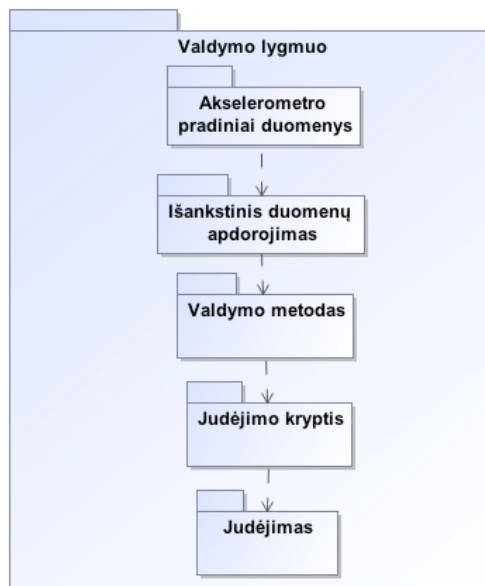 Valdymo lygmuo
Akselerometro
pradiniai duomenys
Išankstinis duomenų
apdorojimas
Valdymo metodas
Judėjimo kryptis
Judėjimas